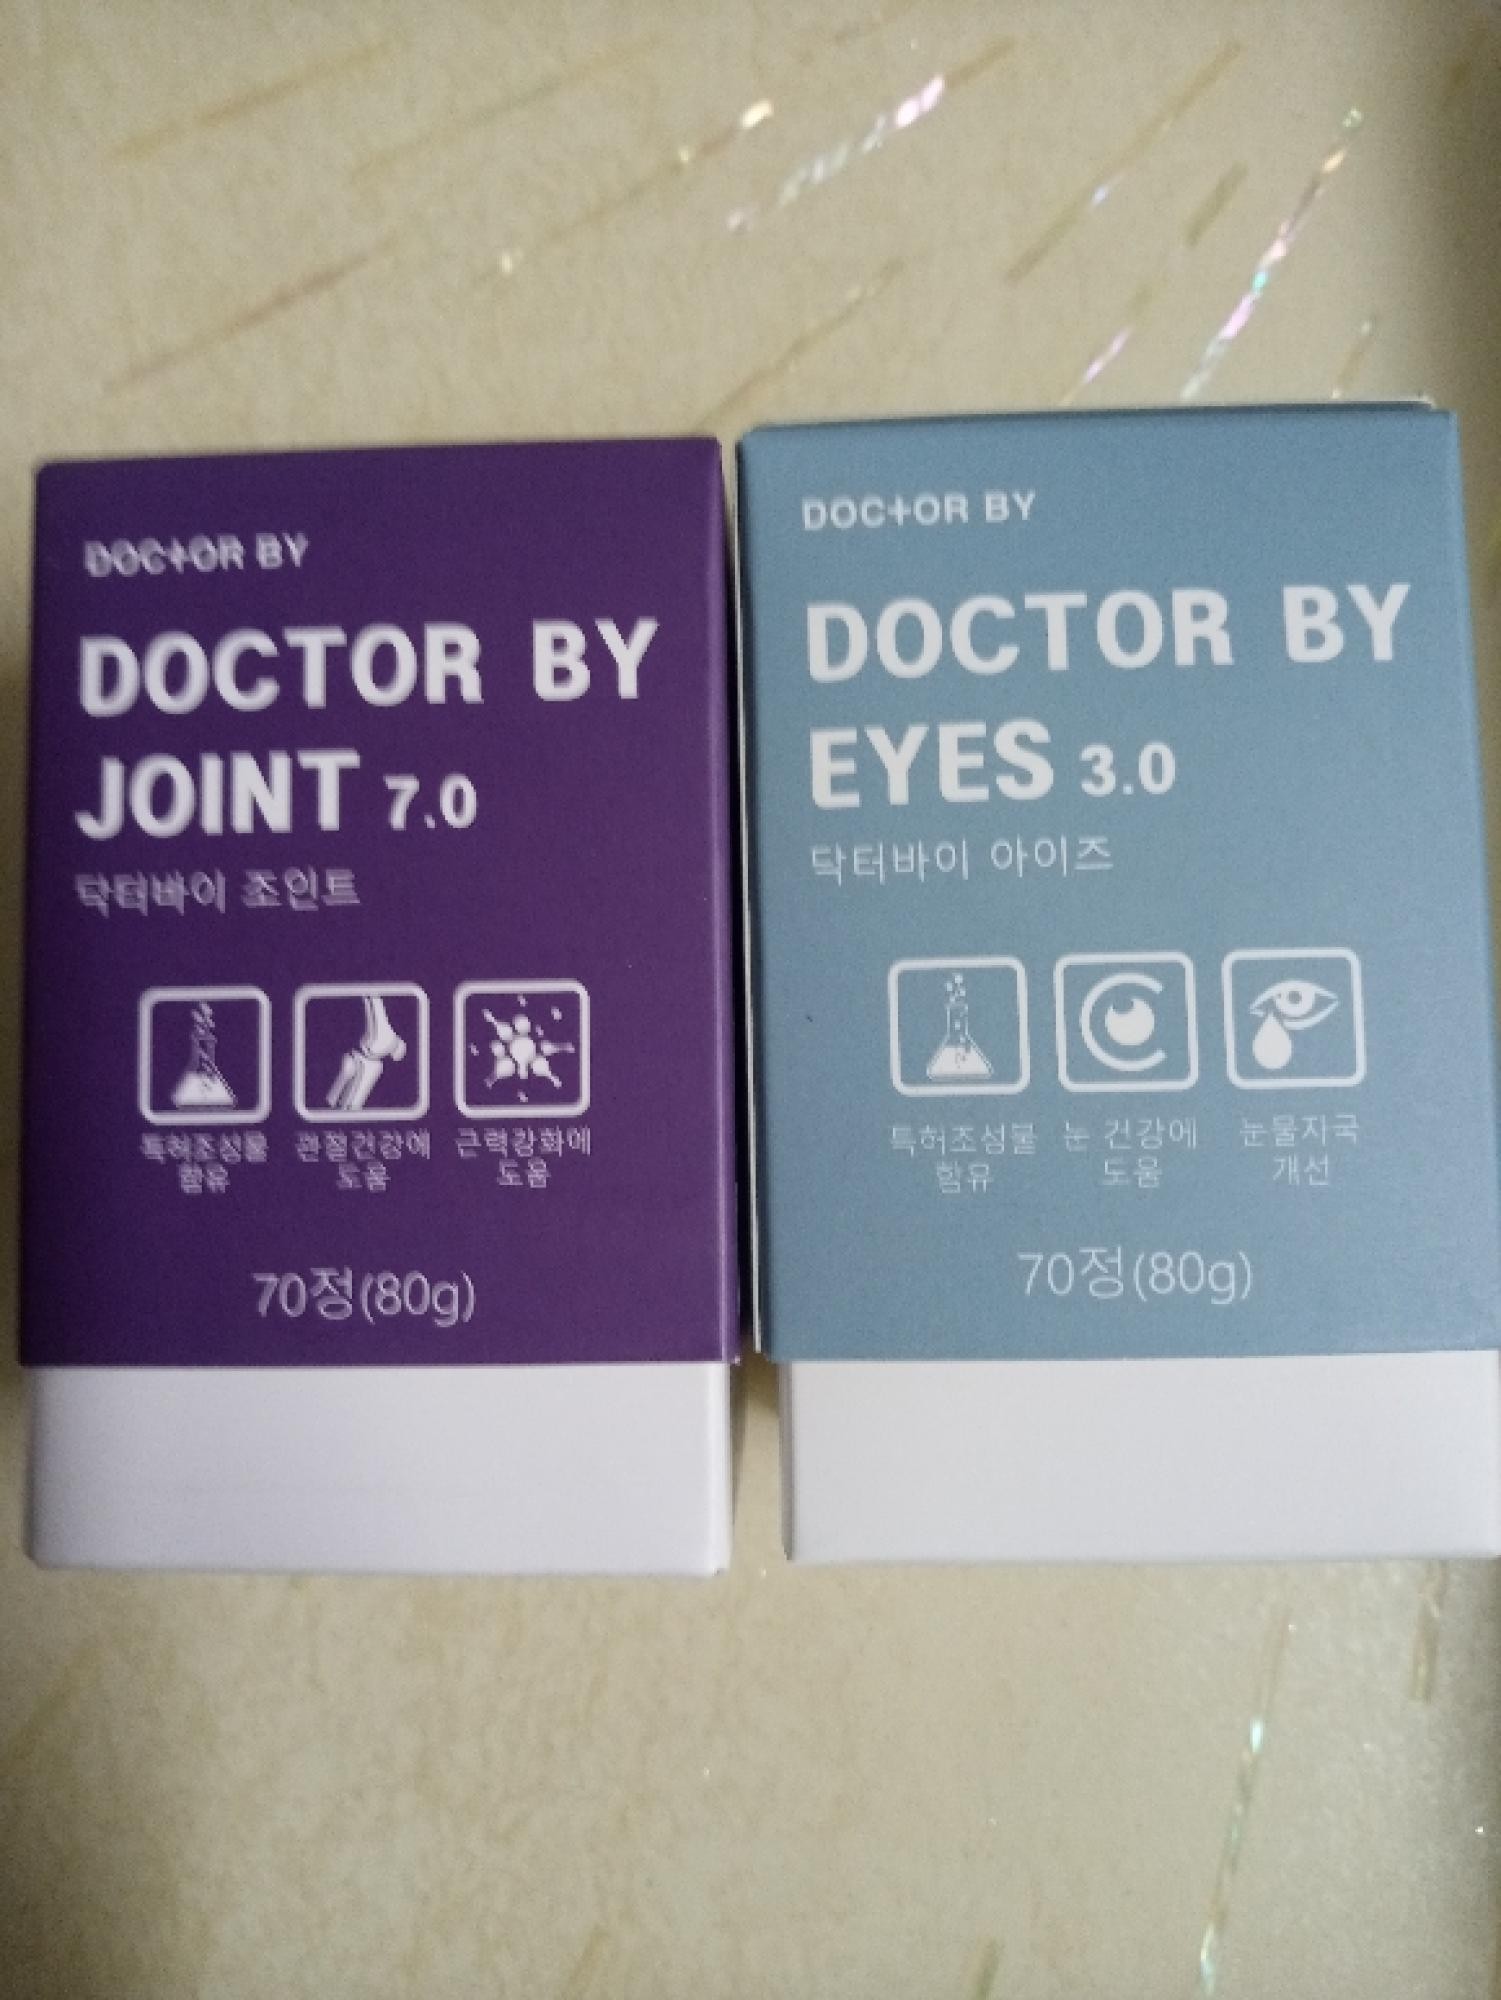 DOCTOR BY
DOCTOR BY
JOINT 7.0
닥터바이 조인트
특허조성물
함유
관절건강에
도움
근력강화에
도움
70정(80g)
DOCTOR BY
DOCTOR BY
EYES 3.0
닥터바이 아이즈
특허조성물
함유
눈 건강에
도움
눈물자국
개선
70정(80g)